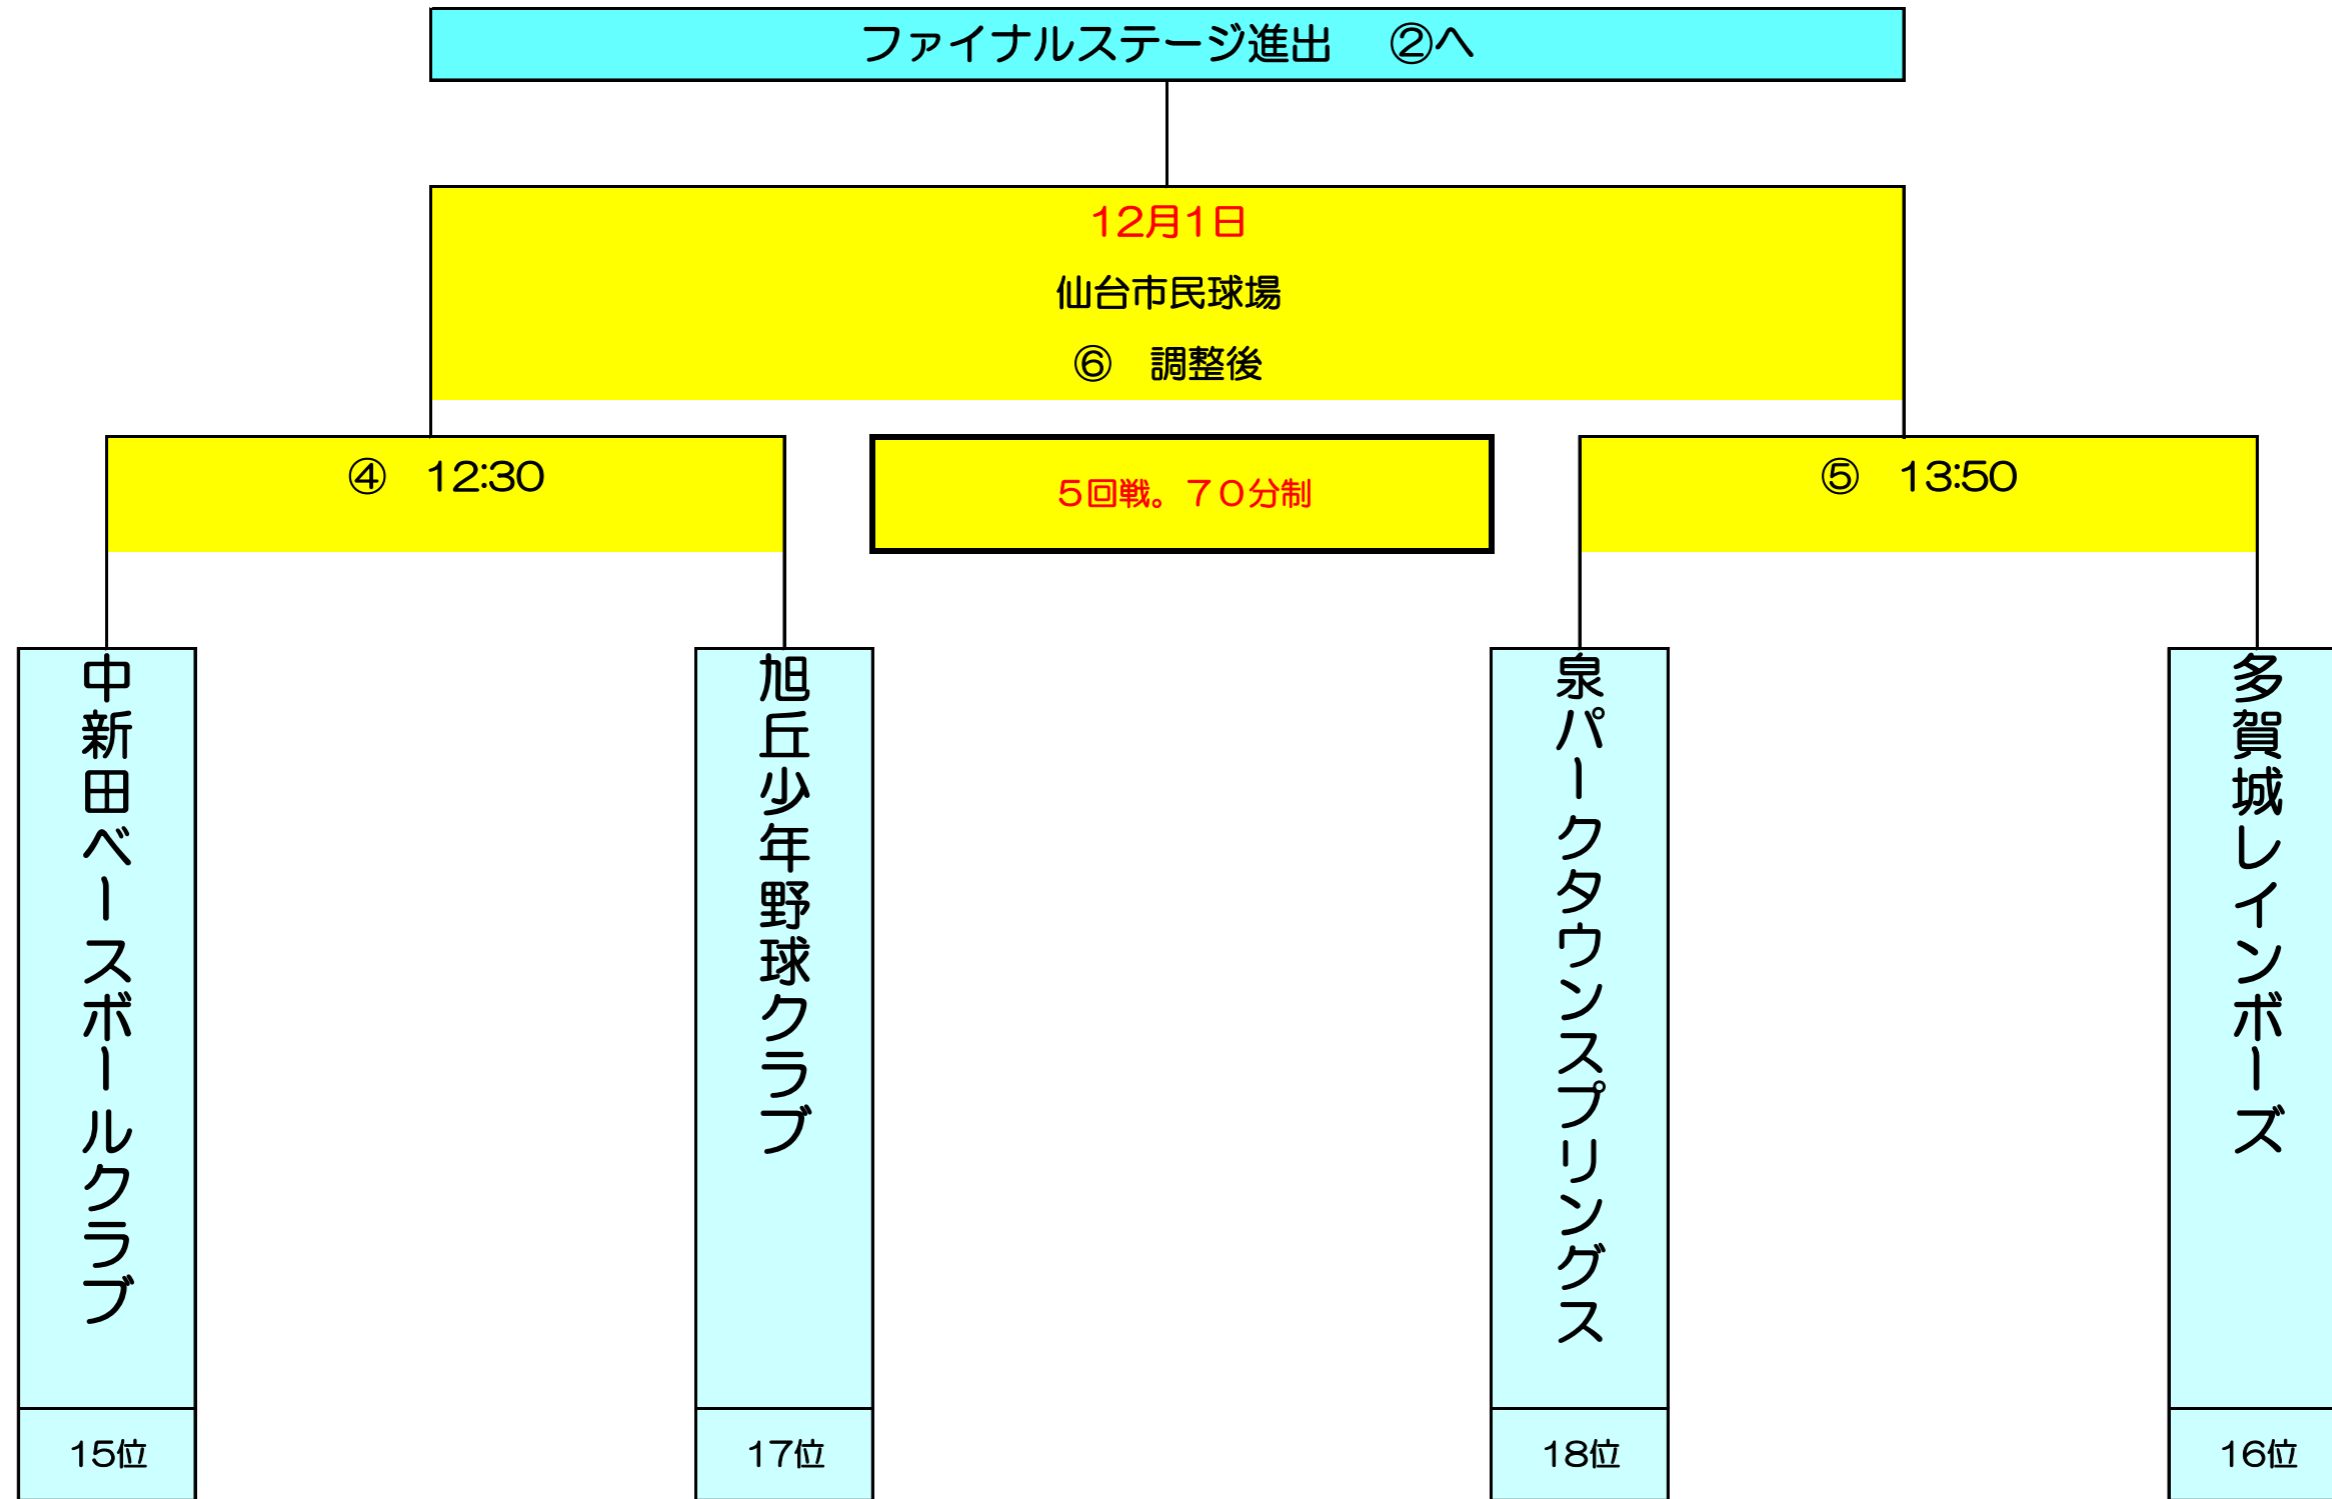 ファイナルステージ進出　②へ
12月1日
仙台市民球場
⑥　調整後
④　12:30
５回戦。７０分制
⑤　13:50
中新田ベースボールクラブ
旭丘少年野球クラブ
泉パークタウンスプリングス
多賀城レインボーズ
15位
17位
18位
16位